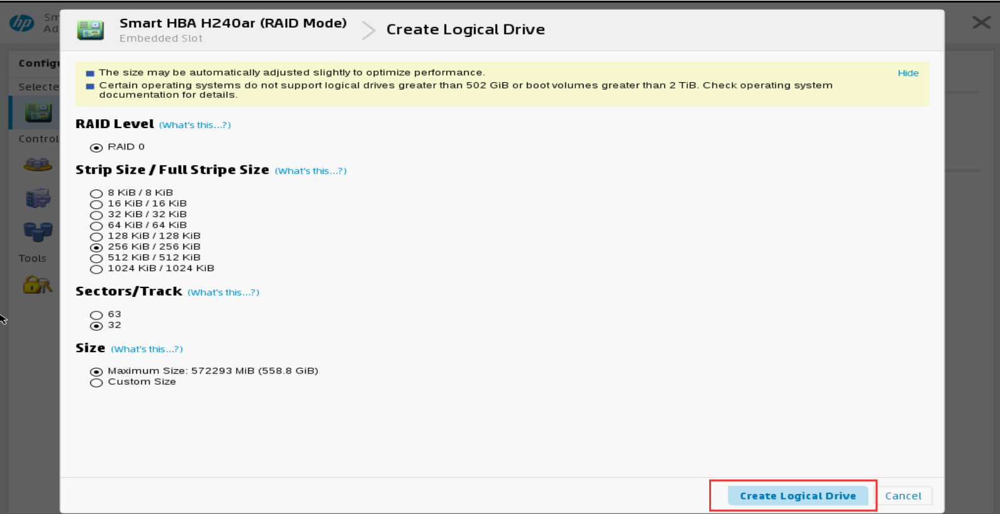 hp
Sm
Ad
Smart HBA H240ar (RAID Mode)
Embedded Slot
Create Logical Drive
Configu
Selecte
Control
Tools
The size may be automatically adjusted slightly to optimize performance.
Hide
Certain operating systems do not support logical drives greater than 502 GiB or boot volumes greater than 2 TiB. Check operating system
documentation for details.
RAID Level (What's this...?)
RAID 0
Strip Size / Full Stripe Size (What's this...?)
8 KiB / 8 KiB
16 KiB / 16 KiB
32 KiB / 32 KiB
64 KiB / 64 KiB
128 KiB / 128 KiB
256 KiB / 256 KiB
512 KiB / 512 KiB
1024 KiB / 1024 KiB
Sectors/Track (What's this...?)
63
32
Size (What's this...?)
Maximum Size: 572293 MiB (558.8 GiB)
Custom Size
Create Logical Drive
Cancel